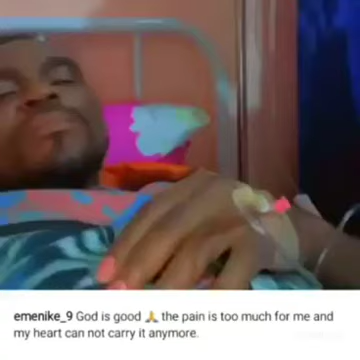 emenike_9 God is good 🙏 the pain is too much for me and
my heart can not carry it anymore.